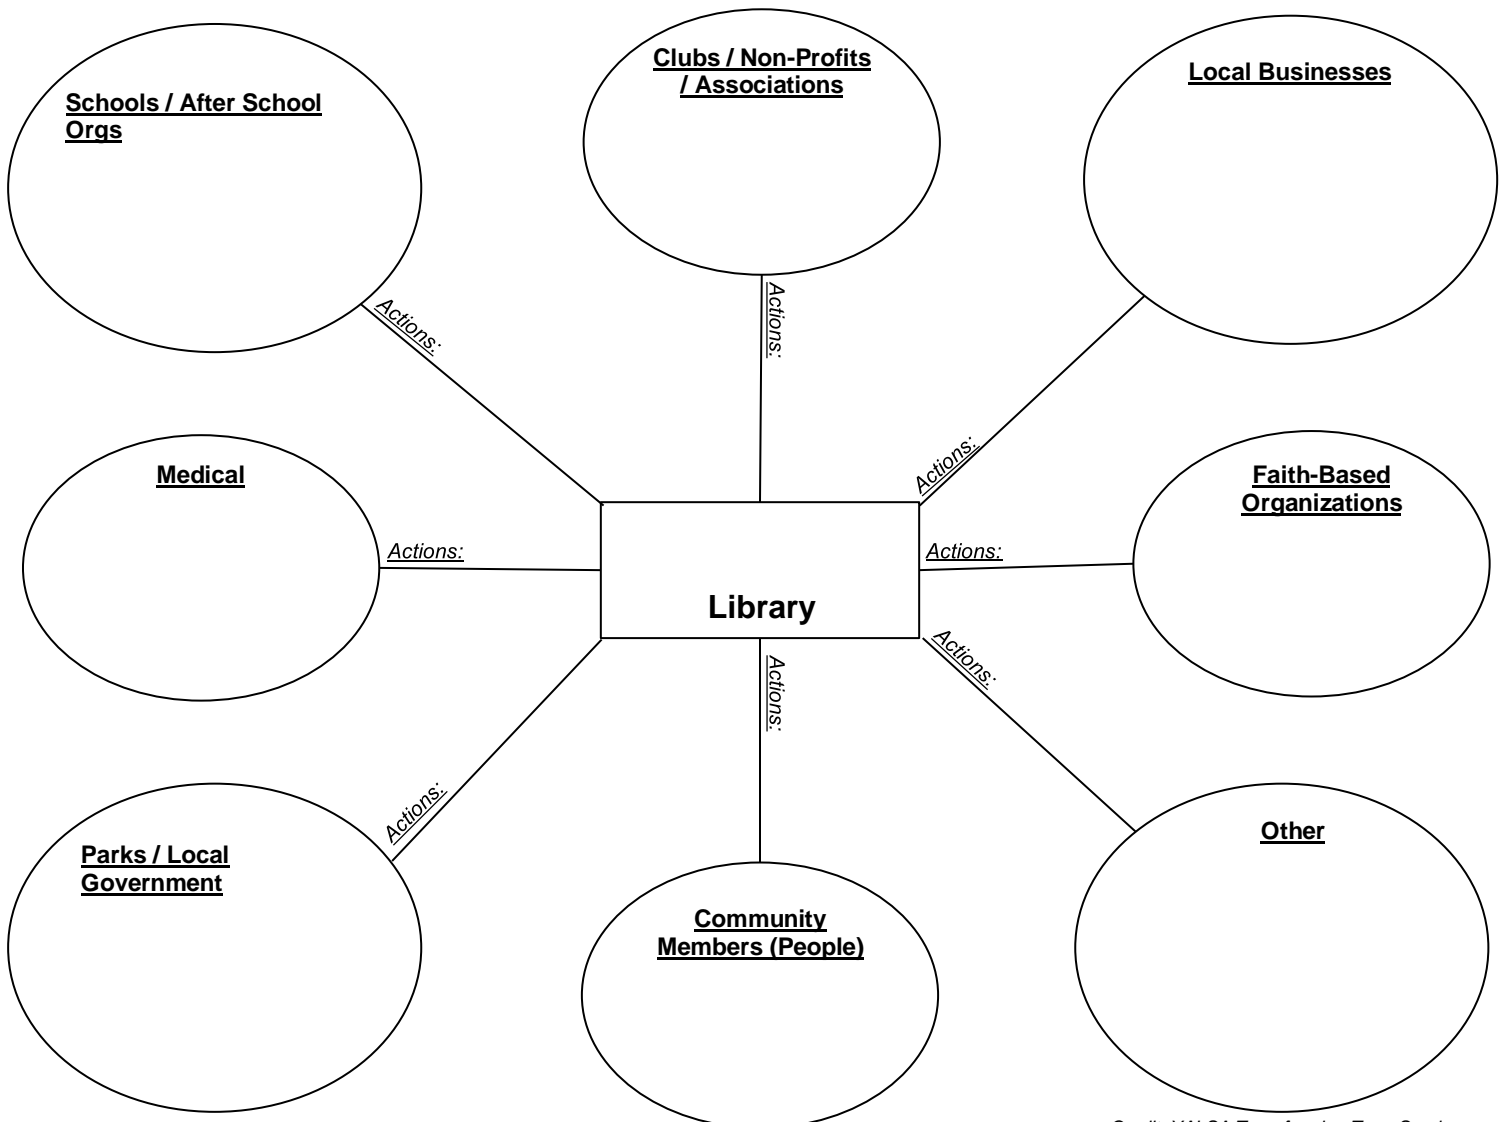 Clubs / Non-Profits
/ Associations
Local Businesses
Schools / After School
Orgs
Actions:
Actions:
Actions:
Medical
Faith-Based
Organizations
Actions:
Actions:
Library
Actions:
Actions:
Actions:
Parks / Local
Government
Other
Community
Members (People)